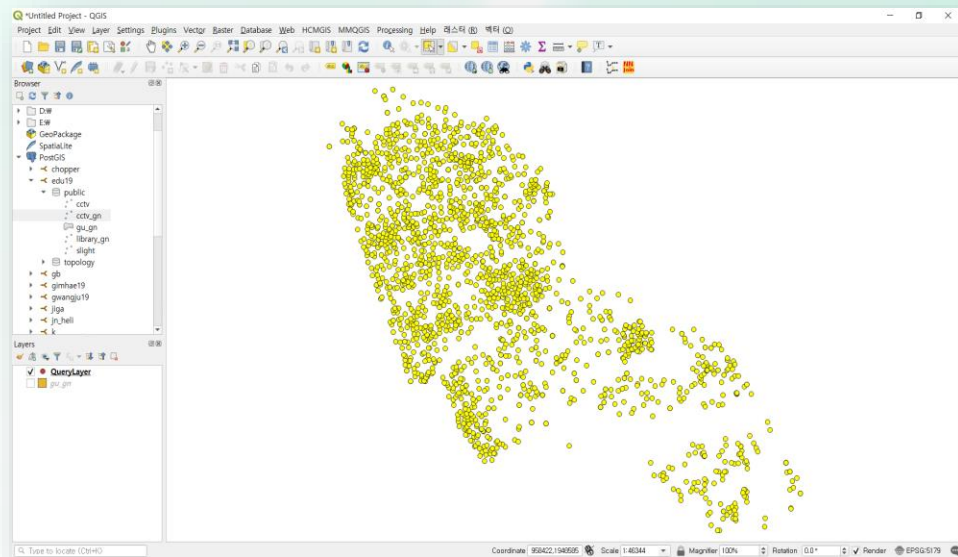 *Untitled Project - QGIS
Project Edit View Layer Settings Plugins Vector Raster Database Web HCMGIS MMQGIS Processing Help 래스터 (R) 벡터 (O)
Browser
D:₩
E:₩
GeoPackage
SpatiaLite
PostGIS
chopper
edu19
public
cctv
cctv_gn
gu_gn
library_gn
slight
topology
gb
gimhae19
gwangju19
jiga
jn_heli
k
Layers
QueryLayer
gu_gn
Type to locate (Ctrl+K) Coordinate 958422,1946585 Scale 1:46344 Magnifier 100% Rotation 0.0° Render EPSG:5179